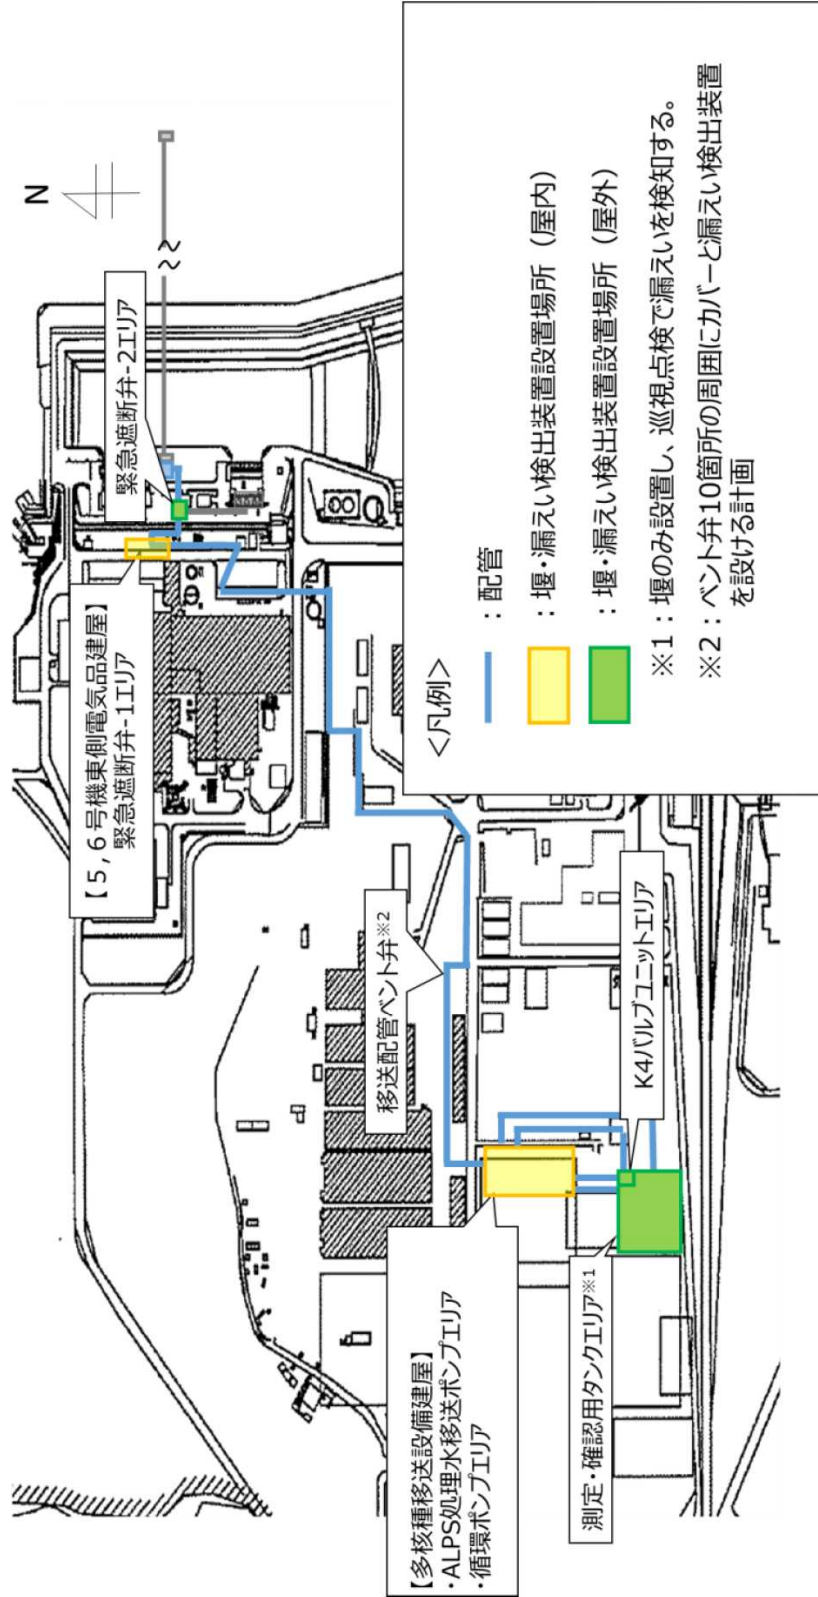 N
緊急遮断弁-2エリア
【５,６号機東側電気品建屋】
緊急遮断弁-1エリア
移送配管ベント弁※2
【多核種移送設備建屋】
・ALPS処理水移送ポンプエリア
・循環ポンプエリア
測定・確認用タンクエリア※1
K4バルブユニットエリア
<凡例>
：配管
：堰・漏えい検出装置設置場所（屋内）
：堰・漏えい検出装置設置場所（屋外）
※1：堰のみ設置し、巡視点検で漏えいを検知する。
※2：ベント弁10箇所の周囲にカバーと漏えい検出装置
を設ける計画